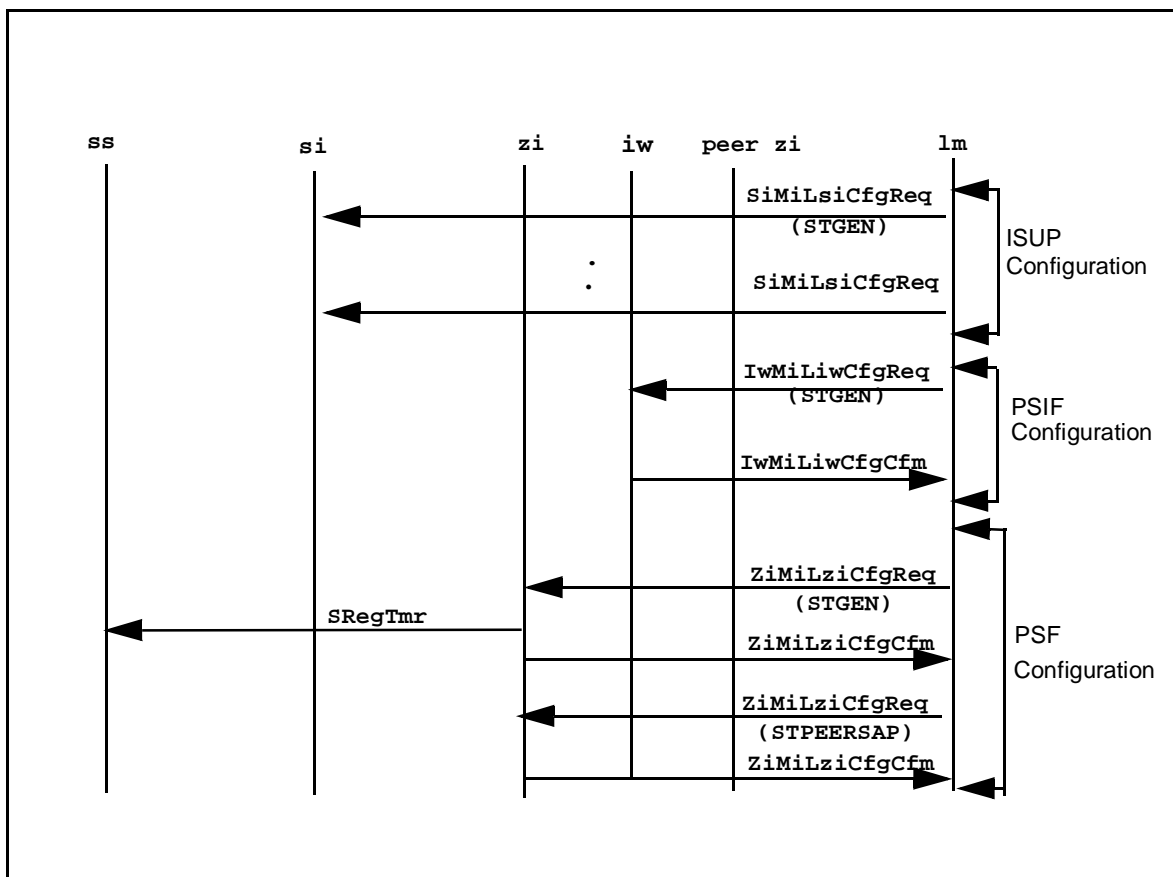 ss si zi iw peer zi lm
SiMiLsiCfgReq
(STGEN)
ISUP
Configuration
.
.
SiMiLsiCfgReq
IwMiLiwCfgReq
(STGEN)
PSIF
Configuration
IwMiLiwCfgCfm
ZiMiLziCfgReq
(STGEN)
SRegTmr
ZiMiLziCfgCfm
PSF
Configuration
ZiMiLziCfgReq
(STPEERSAP)
ZiMiLziCfgCfm